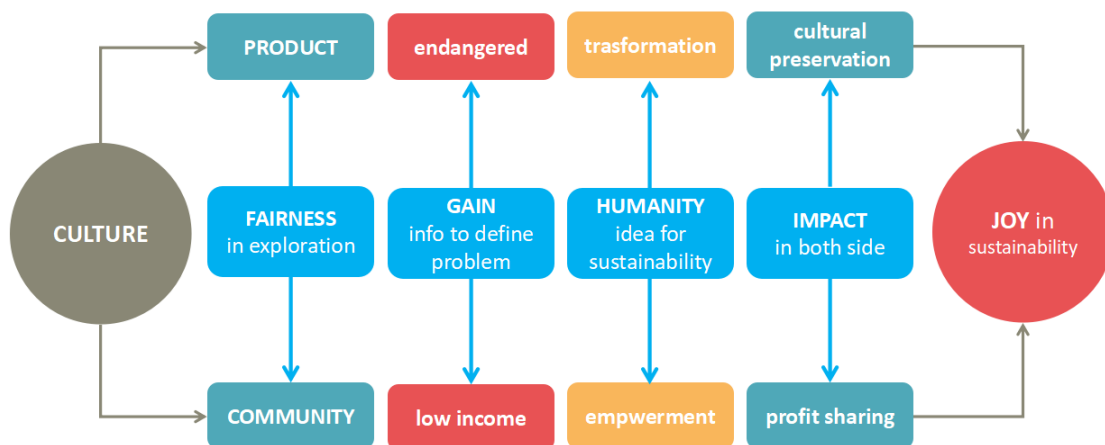 PRODUCT
endangered
trasformation
cultural
preservation
CULTURE
FAIRNESS
in exploration
GAIN
info to define
problem
HUMANITY
idea for
sustainability
IMPACT
in both side
JOY in
sustainability
COMMUNITY
low income
empwerment
profit sharing